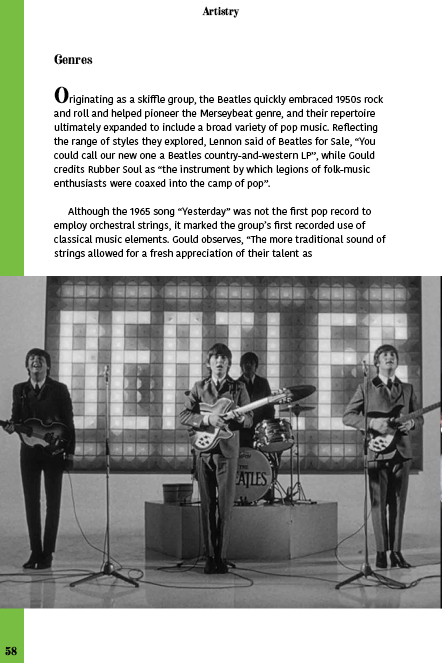 Artistry
Genres
Originating as a skiffle group, the Beatles quickly embraced 1950s rock
and roll and helped pioneer the Merseybeat genre, and their repertoire
ultimately expanded to include a broad variety of pop music. Reflecting
the range of styles they explored, Lennon said of Beatles for Sale, “You
could call our new one a Beatles country-and-western LP”, while Gould
credits Rubber Soul as “the instrument by which legions of folk-music
enthusiasts were coaxed into the camp of pop”.
Although the 1965 song “Yesterday” was not the first pop record to
employ orchestral strings, it marked the group’s first recorded use of
classical music elements. Gould observes, “The more traditional sound of
strings allowed for a fresh appreciation of their talent as
BEATLES
THE
BEATLES
58